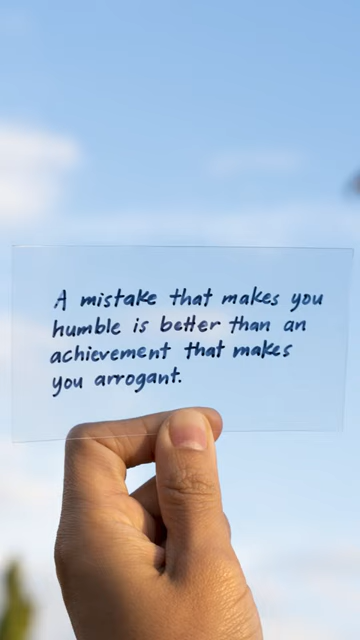 A mistake that makes you
humble is better than an
achievement that makes
you arrogant.